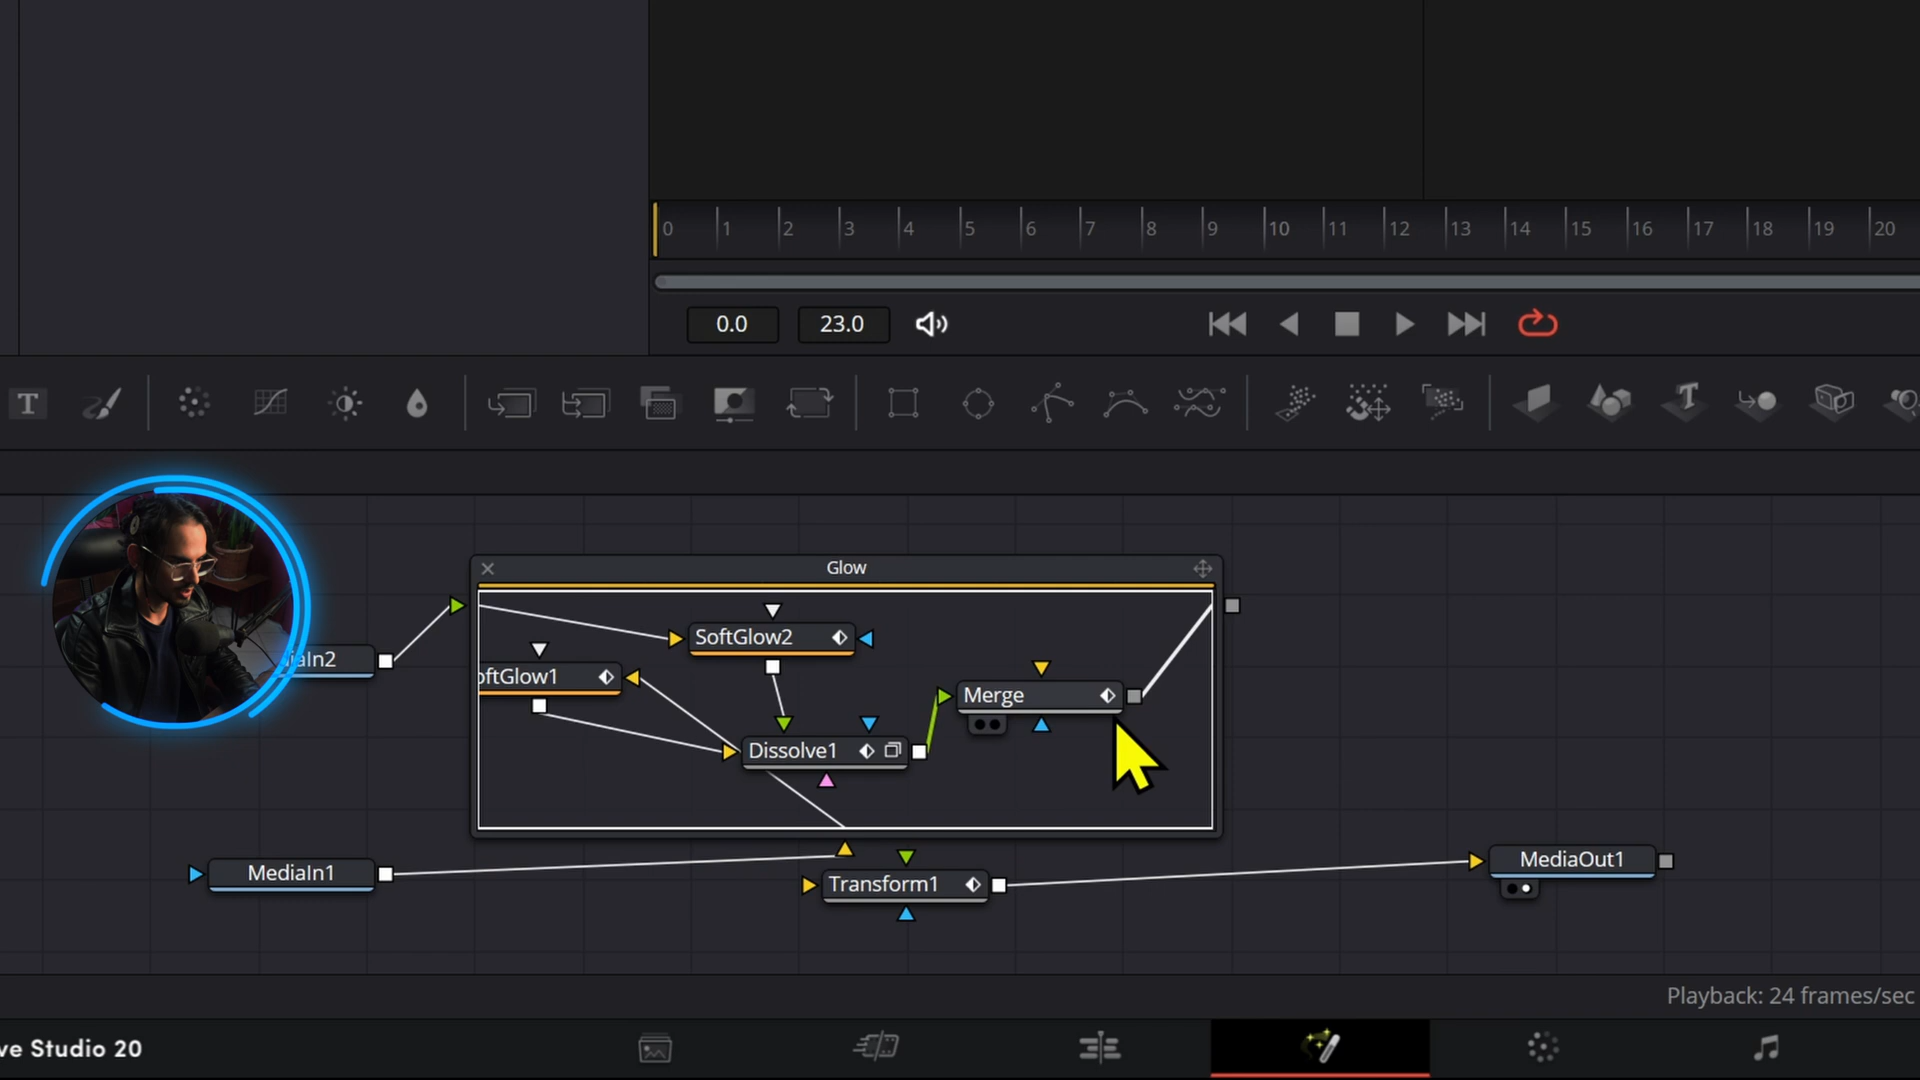 0 1 2 3 4 5 6 7 8 9 10 11 12 13 14 15 16 17 18 19 20
0.0 23.0
T
Glow
SoftGlow2
iaIn2
oftGlow1
Merge
Dissolve1
MediaIn1
Transform1
MediaOut1
Playback: 24 frames/sec
ve Studio 20